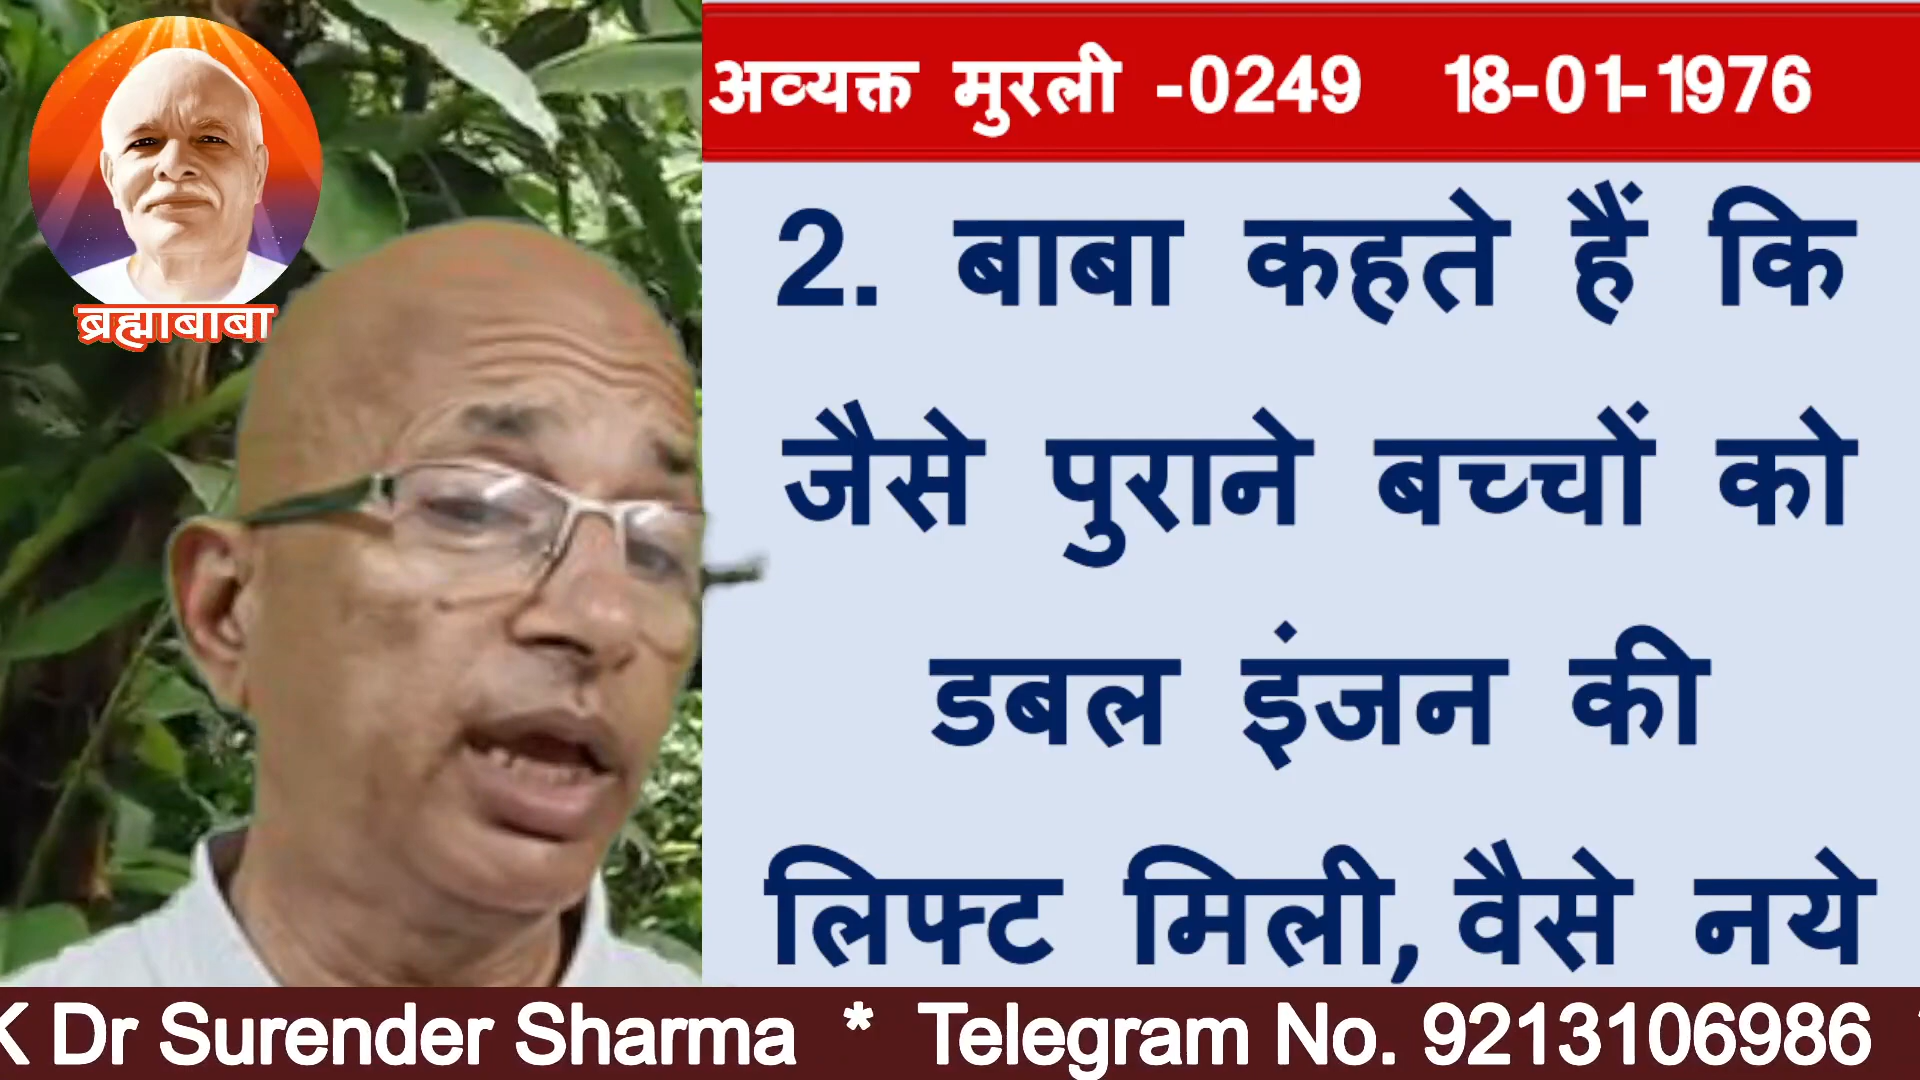 ब्रह्माबाबा
अव्यक्त मुरली -0249 18-01-1976
2. बाबा कहते हैं कि
जैसे पुराने बच्चों को
डबल इंजन की
लिफ्ट मिली, वैसे नये
K Dr Surender Sharma * Telegram No. 9213106986